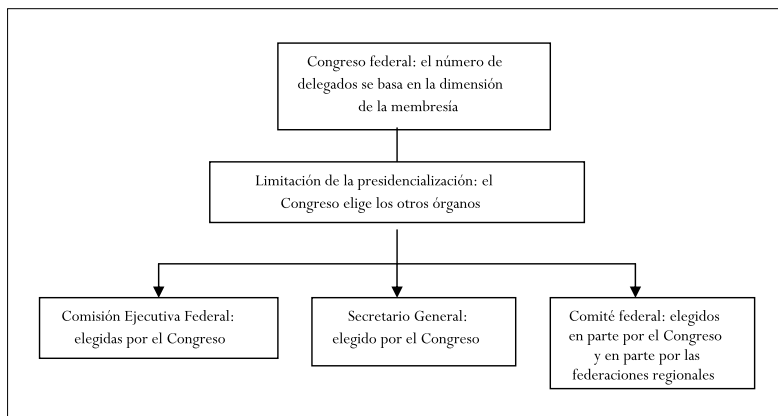 Congreso federal: el número de
delegados se basa en la dimensión
de la membresía
Limitación de la presidencialización: el
Congreso elige los otros órganos
Comisión Ejecutiva Federal:
elegidas por el Congreso
Secretario General:
elegido por el Congreso
Comité federal: elegidos
en parte por el Congreso
y en parte por las
federaciones regionales